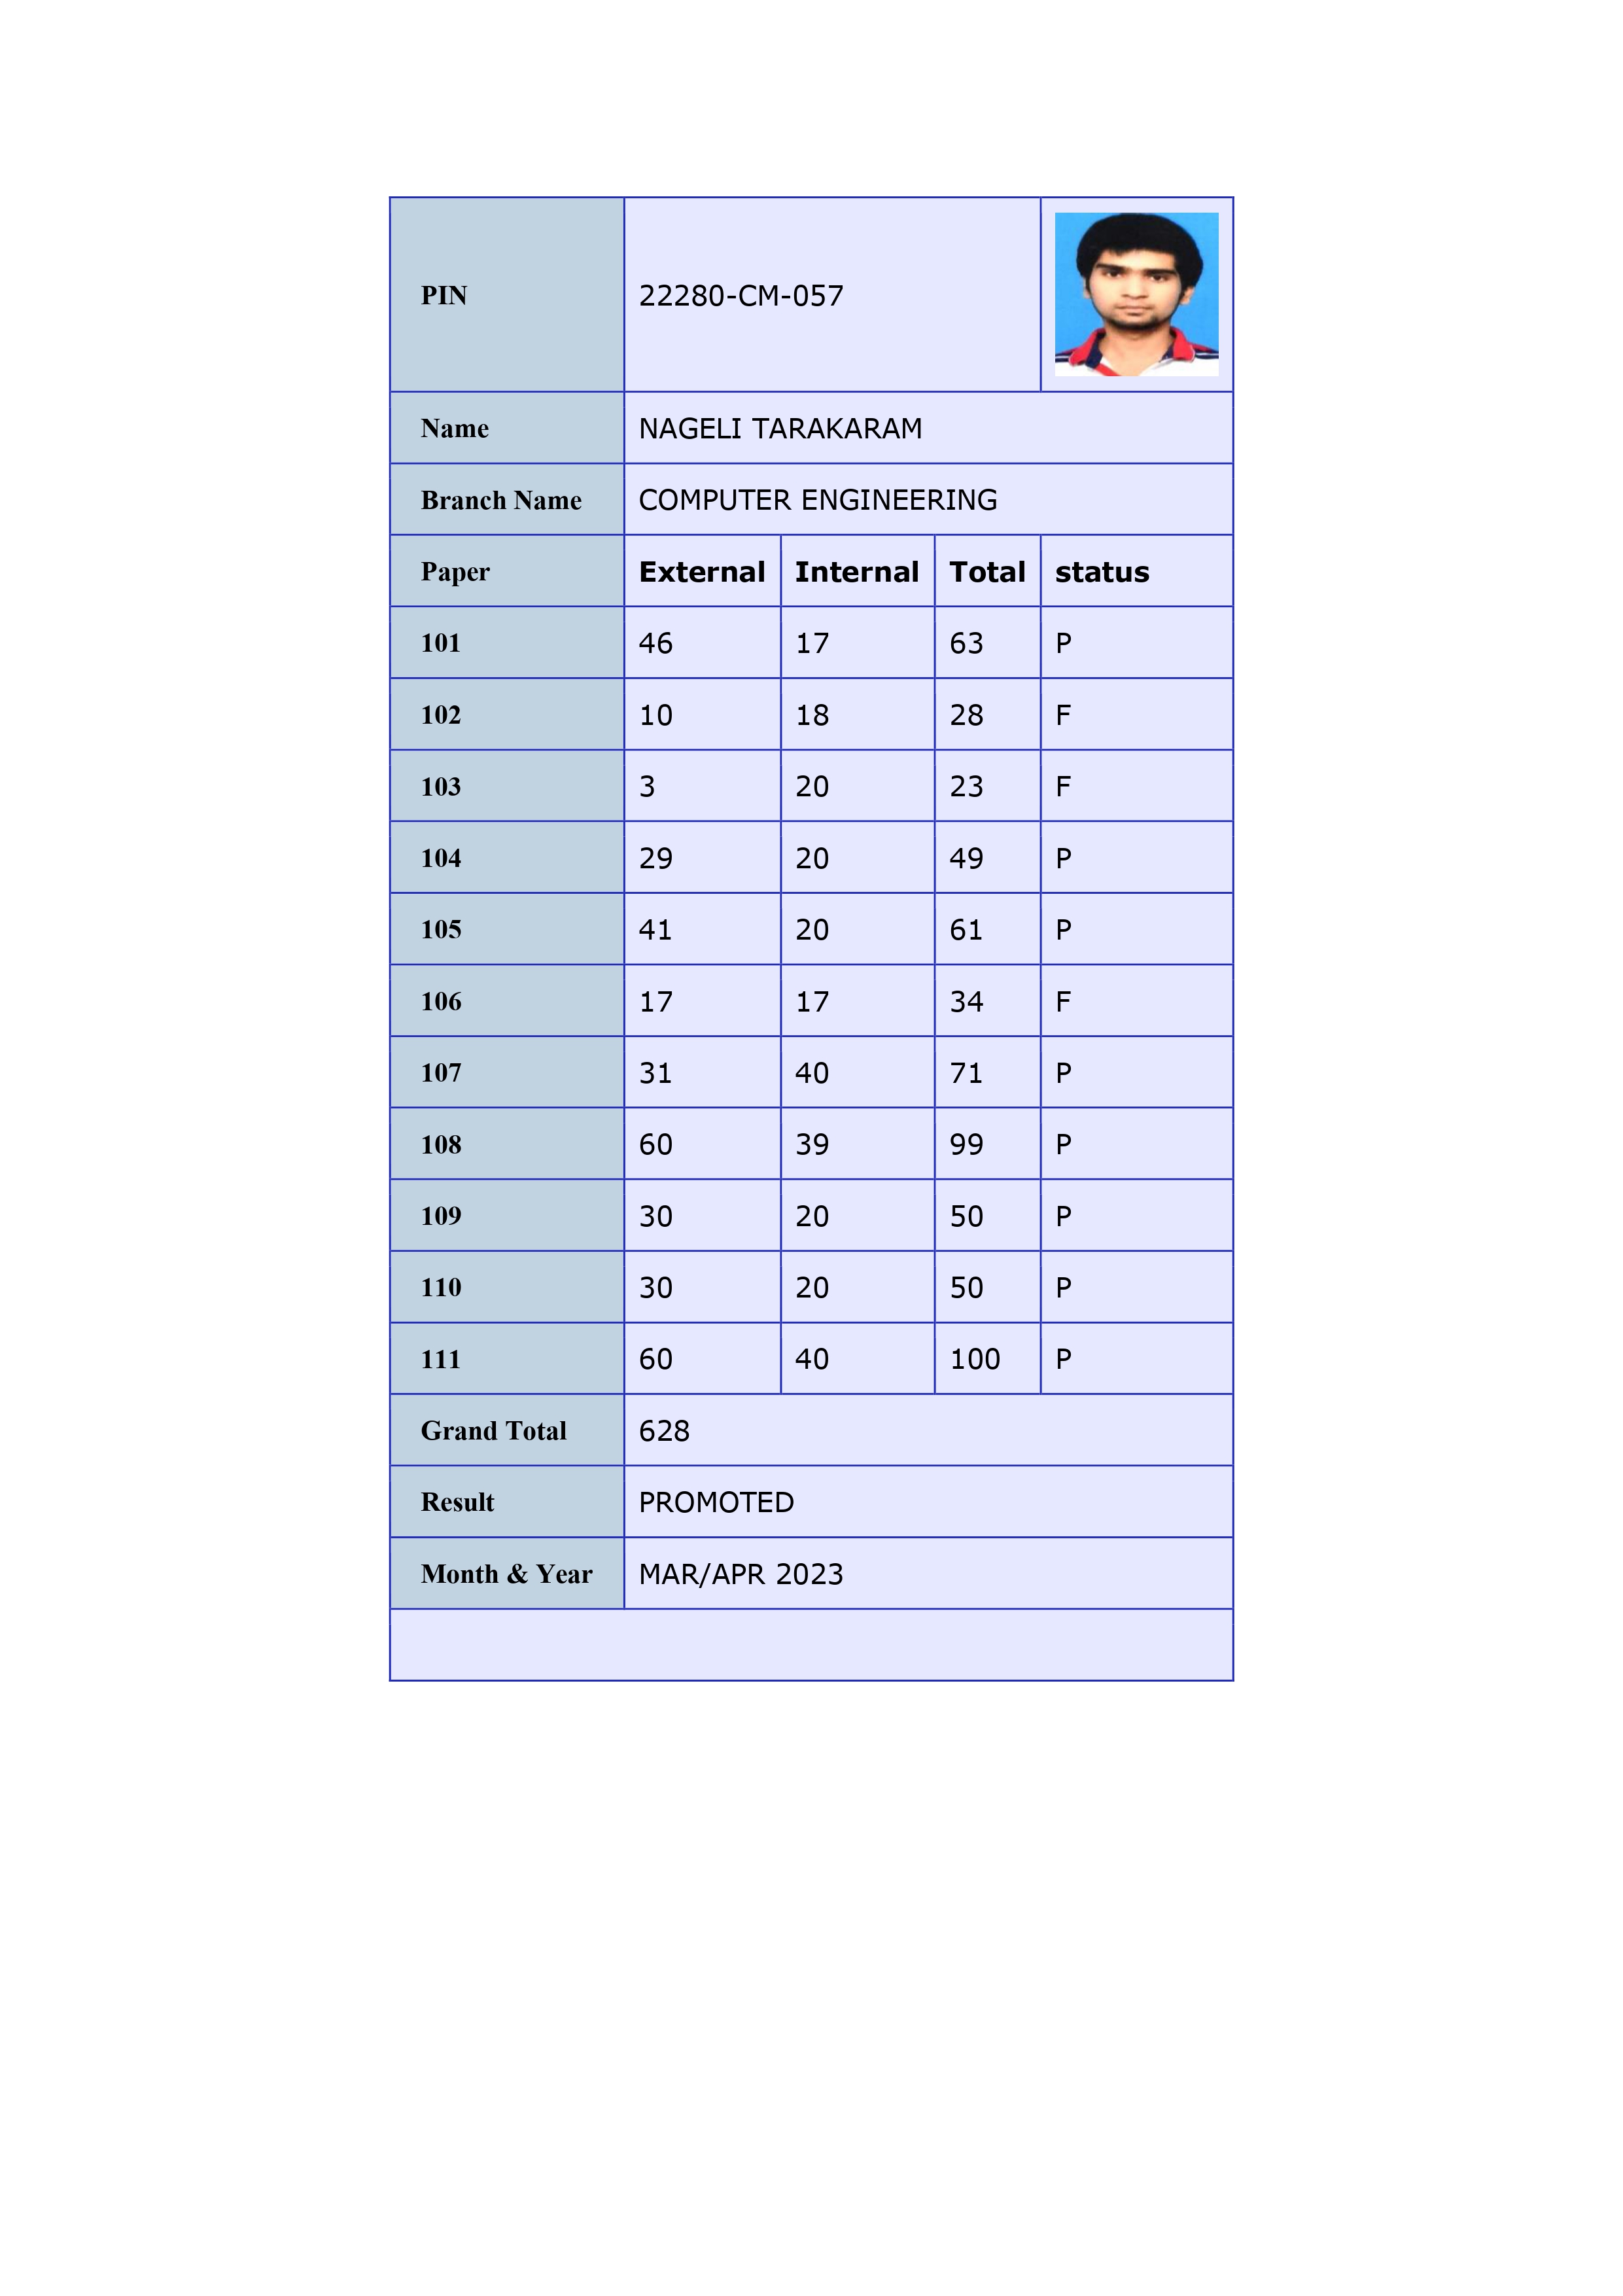 PIN 22280-CM-057
Name NAGELI TARAKARAM
Branch Name COMPUTER ENGINEERING
Paper External Internal Total status
101 46 17 63 P
102 10 18 28 F
103 3 20 23 F
104 29 20 49 P
105 41 20 61 P
106 17 17 34 F
107 31 40 71 P
108 60 39 99 P
109 30 20 50 P
110 30 20 50 P
111 60 40 100 P
Grand Total 628
Result PROMOTED
Month & Year MAR/APR 2023